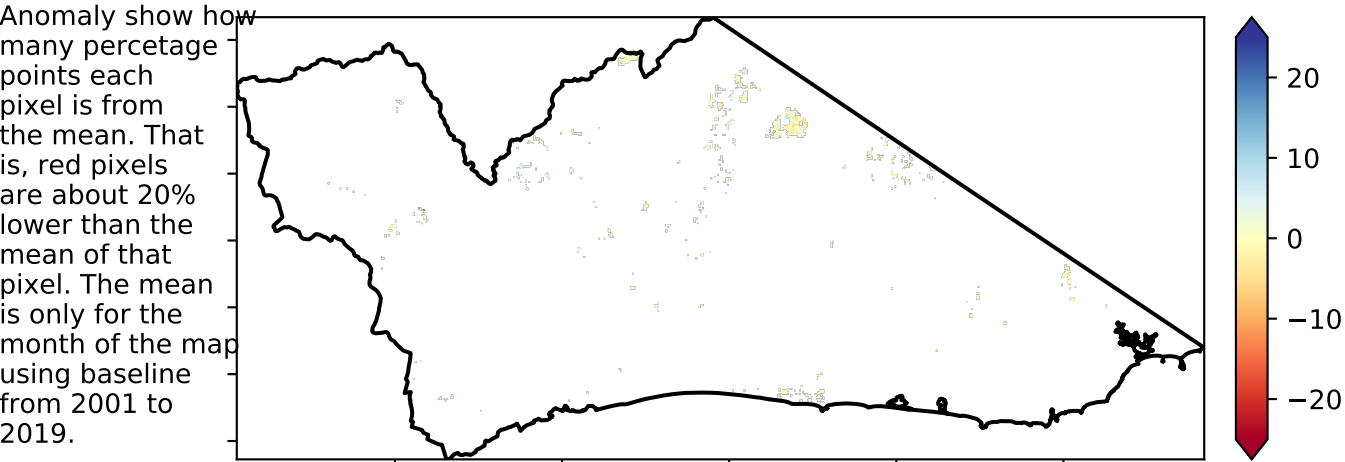 Anomaly show how
many percetage
points each
pixel is from
the mean. That
is, red pixels
are about 20%
lower than the
mean of that
pixel. The mean
is only for the
month of the map
using baseline
from 2001 to
2019.
20
10
0
−10
−20